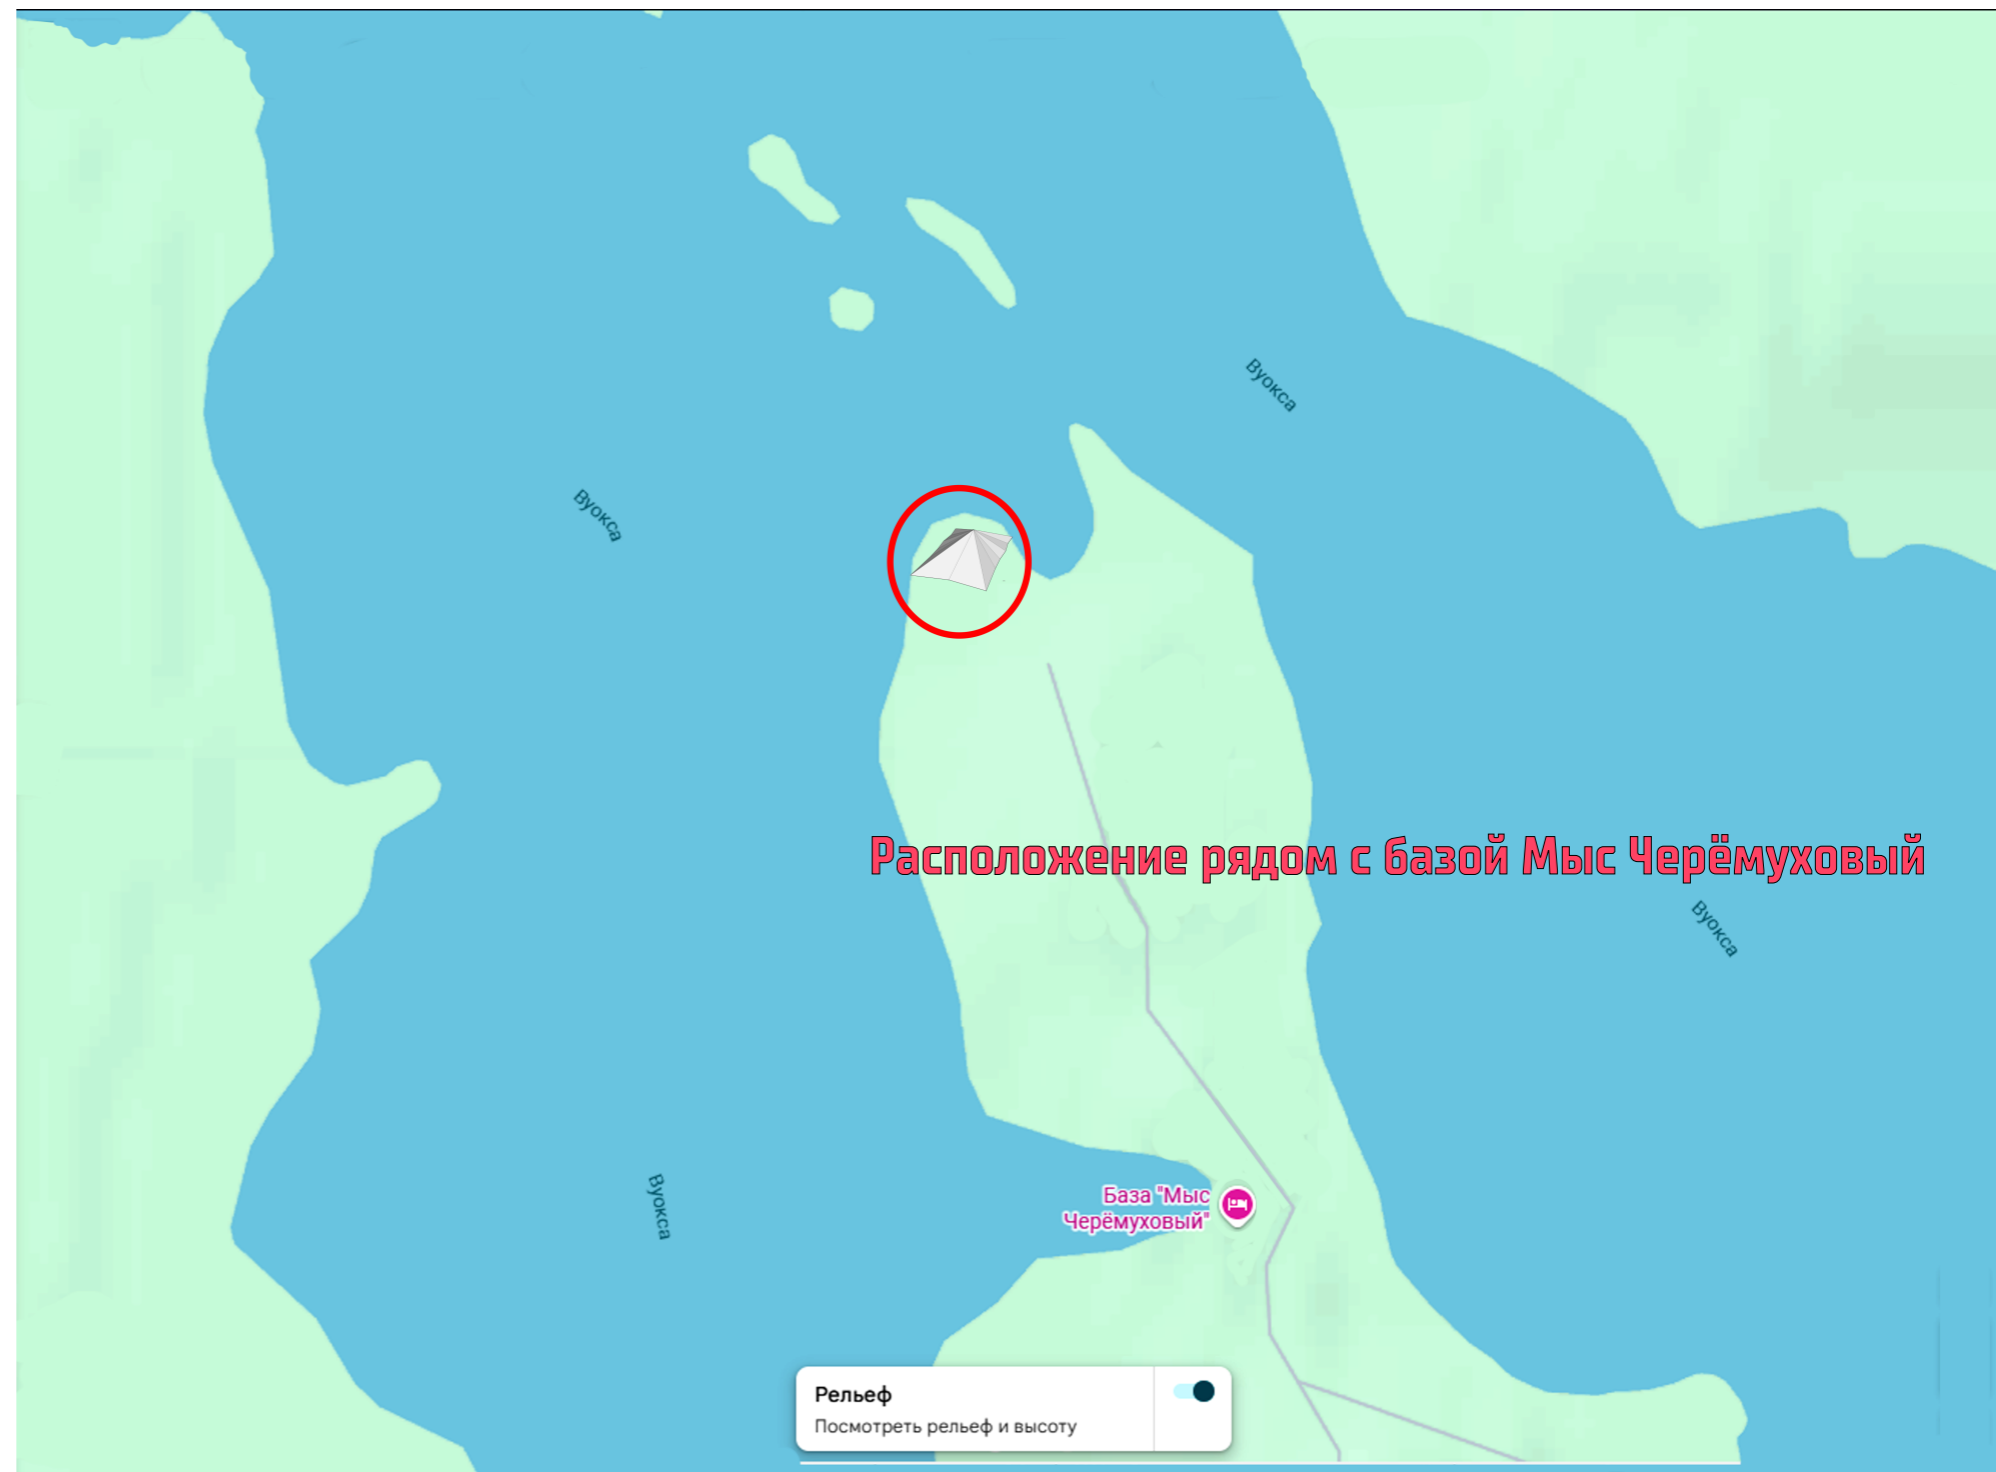 Вуокса
Вуокса
Расположение рядом с базой Мыс Черёмуховый
Вуокса
Вуокса
База "Мыс
Черёмуховый"
Рельеф
Посмотреть рельеф и высоту